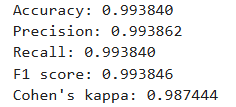 Accuracy: 0.993840
Precision: 0.993862
Recall: 0.993840
F1 score: 0.993846
Cohen's kappa: 0.987444